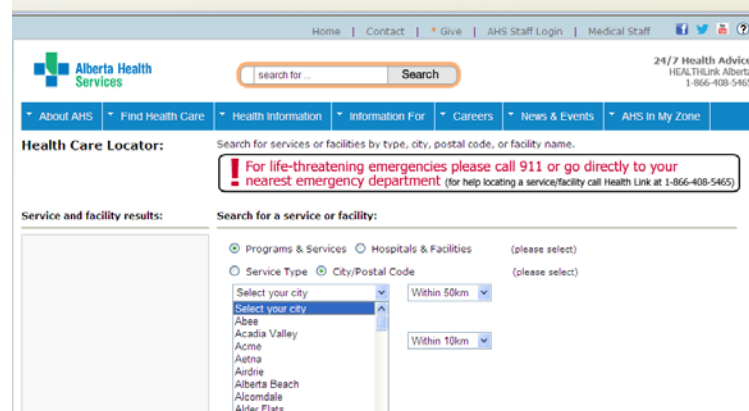 Home | Contact | * Give | AHS Staff Login | Medical Staff
Alberta Health
Services
search for ... Search
24/7 Health Advice
HEALTHLink Alberta
1-866-408-5465
About AHS Find Health Care Health Information Information For Careers News & Events AHS In My Zone
Health Care Locator: Search for services or facilities by type, city, postal code, or facility name.
! For life-threatening emergencies please call 911 or go directly to your
nearest emergency department (for help locating a service/facility call Health Link at 1-866-408-5465)
Service and facility results: Search for a service or facility:
Programs & Services Hospitals & Facilities (please select)
Service Type City/Postal Code (please select)
Select your city Within 50km
Select your city
Abee
Acadia Valley
Acme Within 10km
Aetna
Airdrie
Alberta Beach
Alcomdale
Alder Flats